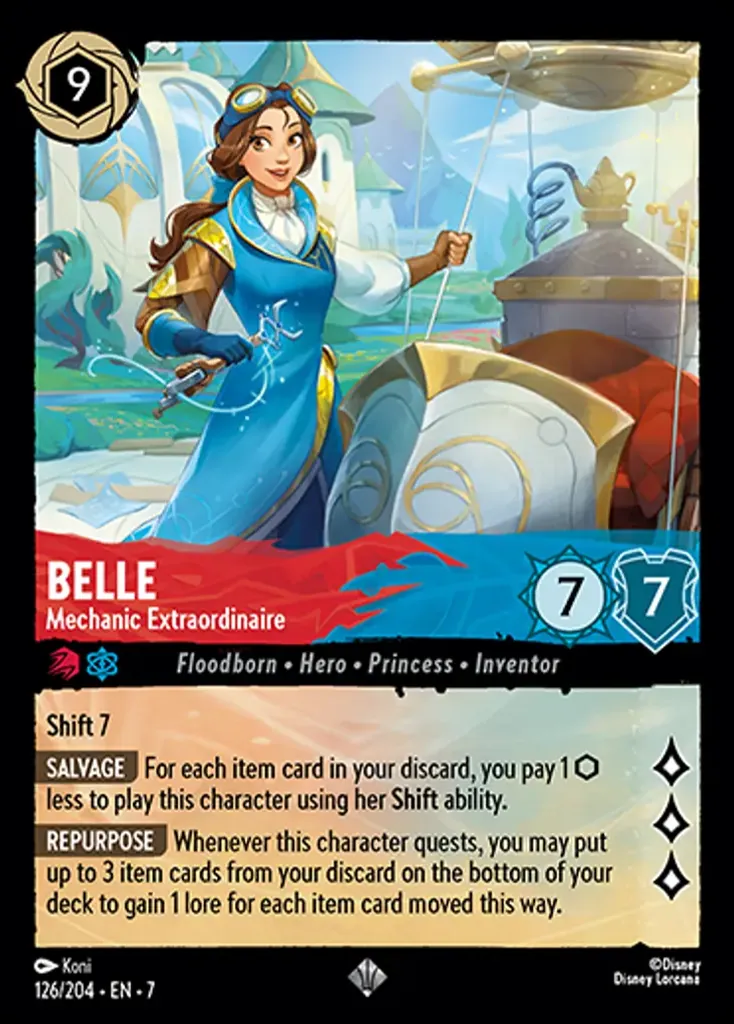 9
BELLE
Mechanic Extraordinaire
7
7
Floodborn • Hero • Princess • Inventor
Shift 7
SALVAGE For each item card in your discard, you pay 1 ⬡
less to play this character using her Shift ability.
REPURPOSE Whenever this character quests, you may put
up to 3 item cards from your discard on the bottom of your
deck to gain 1 lore for each item card moved this way.
Koni
©Disney
126/204 • EN • 7
Disney Lorcana